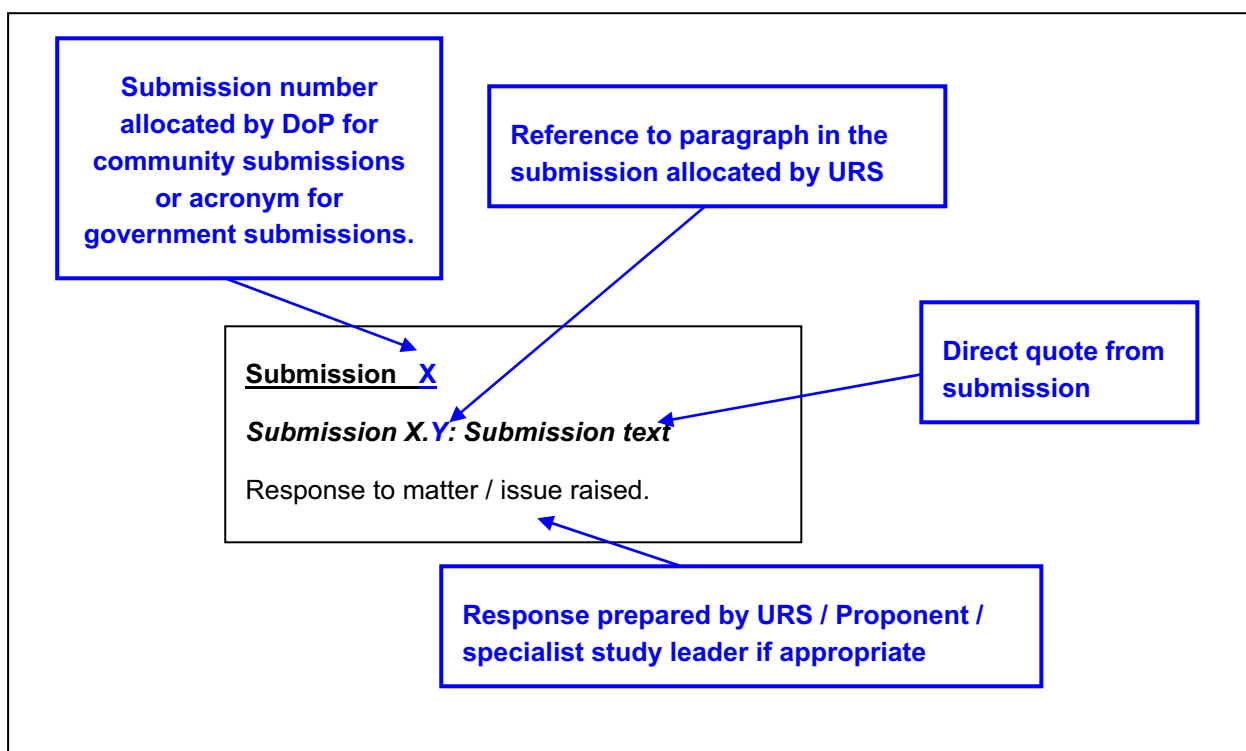 Submission number
allocated by DoP for
community submissions
or acronym for
government submissions.
Reference to paragraph in the
submission allocated by URS
Direct quote from
submission
Submission X
Submission X.Y: Submission text
Response to matter / issue raised.
Response prepared by URS / Proponent /
specialist study leader if appropriate